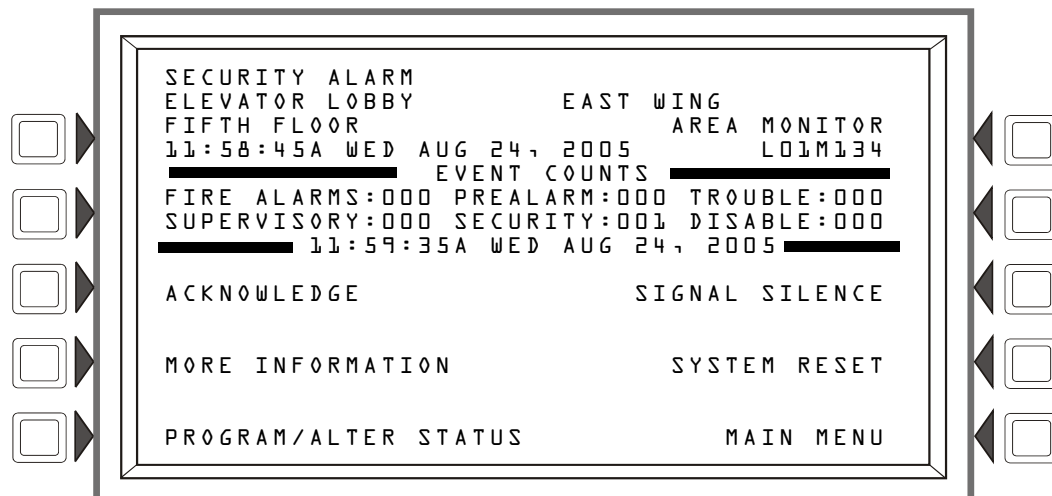 SECURITY ALARM
ELEVATOR LOBBY EAST WING
FIFTH FLOOR AREA MONITOR
11:58:45A WED AUG 24, 2005 L01M134
EVENT COUNTS
FIRE ALARMS:000 PREALARM:000 TROUBLE:000
SUPERVISORY:000 SECURITY:001 DISABLE:000
11:59:35A WED AUG 24, 2005
ACKNOWLEDGE SIGNAL SILENCE
MORE INFORMATION SYSTEM RESET
PROGRAM/ALTER STATUS MAIN MENU